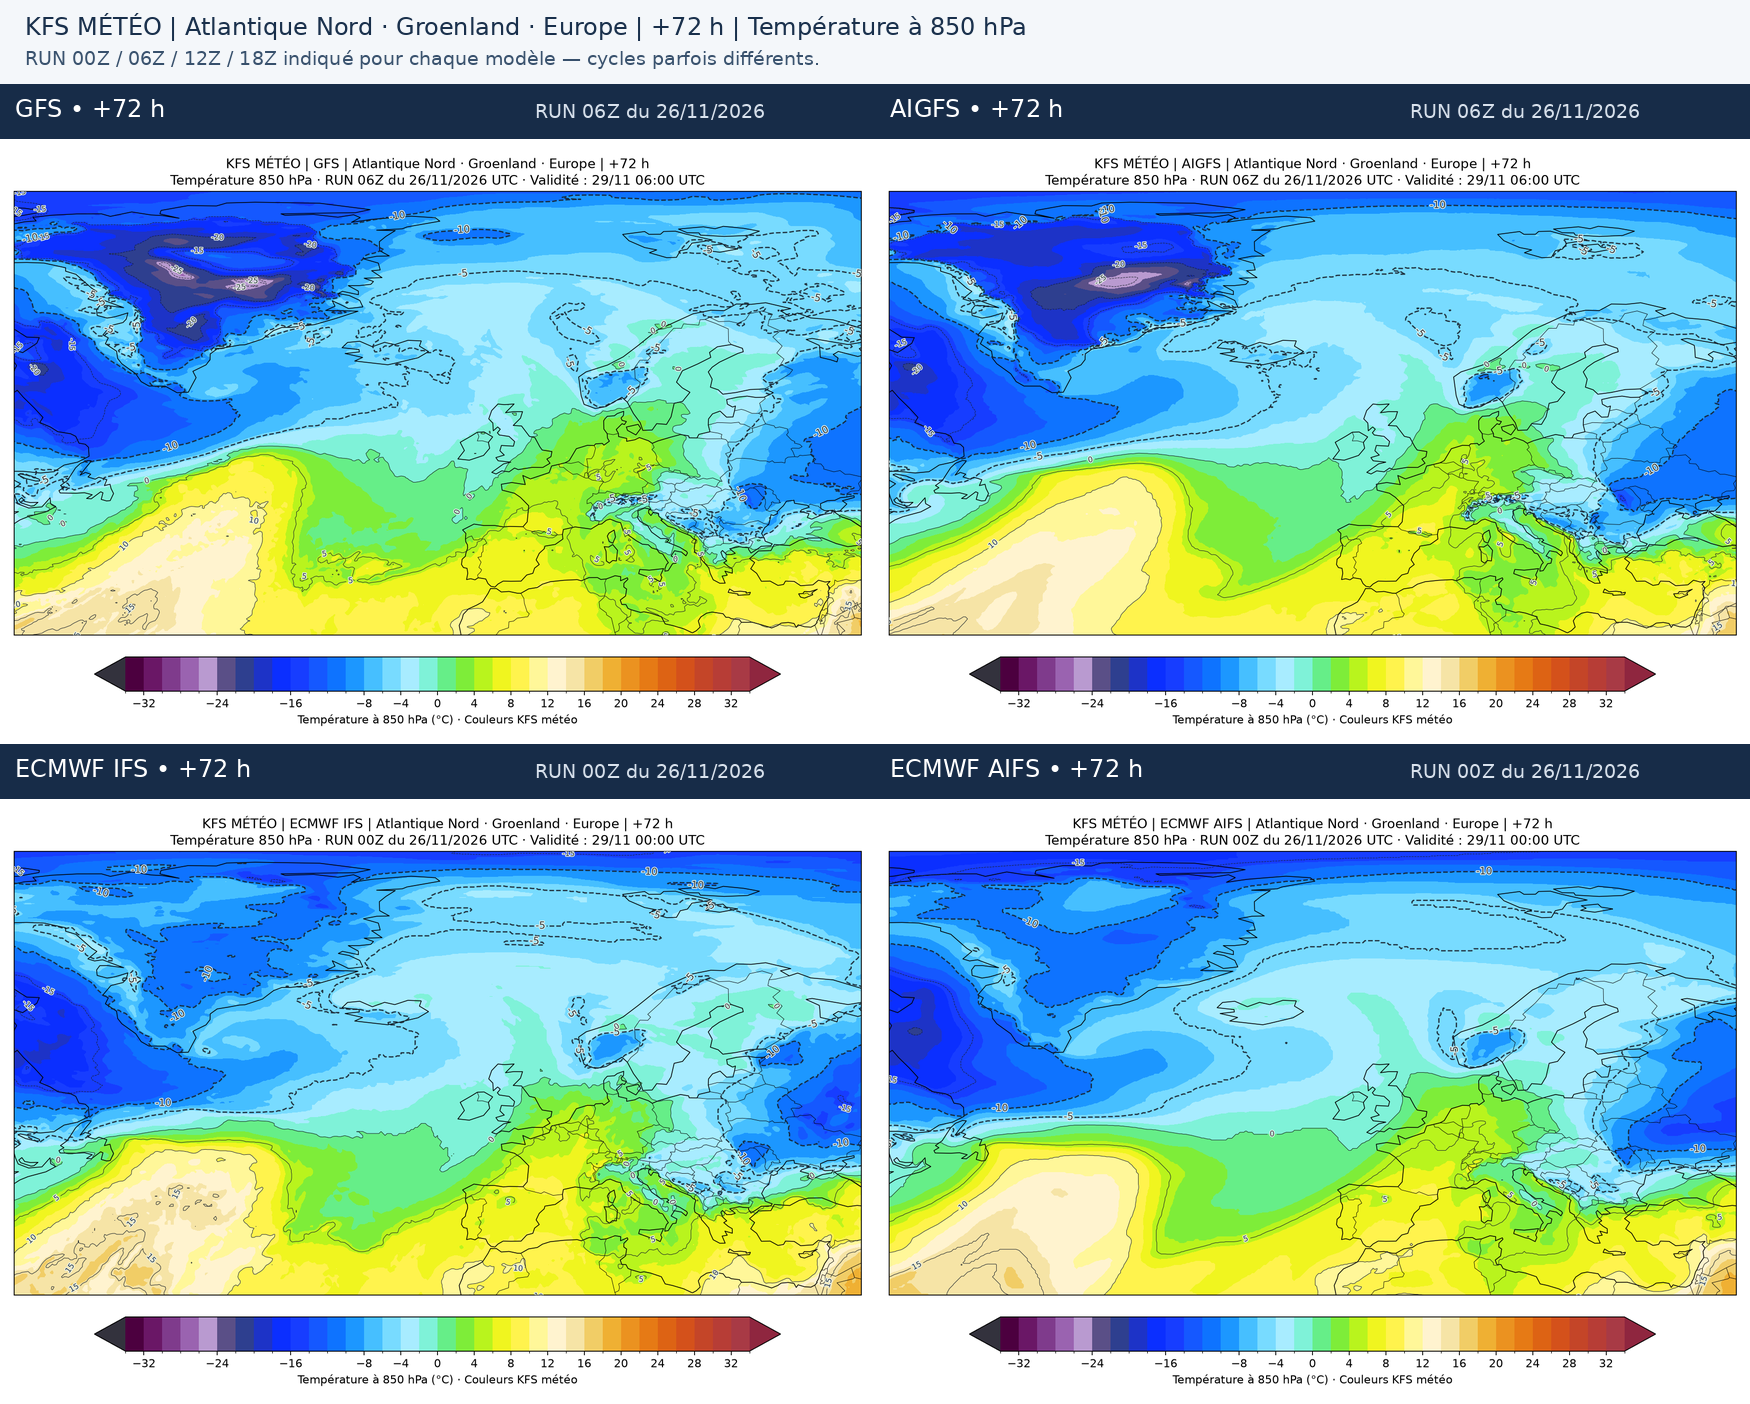 KFS MÉTÉO | Atlantique Nord · Groenland · Europe | +72 h | Température à 850 hPa
RUN 00Z / 06Z / 12Z / 18Z indiqué pour chaque modèle — cycles parfois différents.
GFS • +72 h
RUN 06Z du 26/11/2026
AIGFS • +72 h
RUN 06Z du 26/11/2026
KFS MÉTÉO | GFS | Atlantique Nord · Groenland · Europe | +72 h
Température 850 hPa · RUN 06Z du 26/11/2026 UTC · Validité : 29/11 06:00 UTC
KFS MÉTÉO | AIGFS | Atlantique Nord · Groenland · Europe | +72 h
Température 850 hPa · RUN 06Z du 26/11/2026 UTC · Validité : 29/11 06:00 UTC
−32 −24 −16 −8 −4 0 4 8 12 16 20 24 28 32
Température à 850 hPa (°C) · Couleurs KFS météo
−32 −24 −16 −8 −4 0 4 8 12 16 20 24 28 32
Température à 850 hPa (°C) · Couleurs KFS météo
ECMWF IFS • +72 h
RUN 00Z du 26/11/2026
ECMWF AIFS • +72 h
RUN 00Z du 26/11/2026
KFS MÉTÉO | ECMWF IFS | Atlantique Nord · Groenland · Europe | +72 h
Température 850 hPa · RUN 00Z du 26/11/2026 UTC · Validité : 29/11 00:00 UTC
KFS MÉTÉO | ECMWF AIFS | Atlantique Nord · Groenland · Europe | +72 h
Température 850 hPa · RUN 00Z du 26/11/2026 UTC · Validité : 29/11 00:00 UTC
−32 −24 −16 −8 −4 0 4 8 12 16 20 24 28 32
Température à 850 hPa (°C) · Couleurs KFS météo
−32 −24 −16 −8 −4 0 4 8 12 16 20 24 28 32
Température à 850 hPa (°C) · Couleurs KFS météo